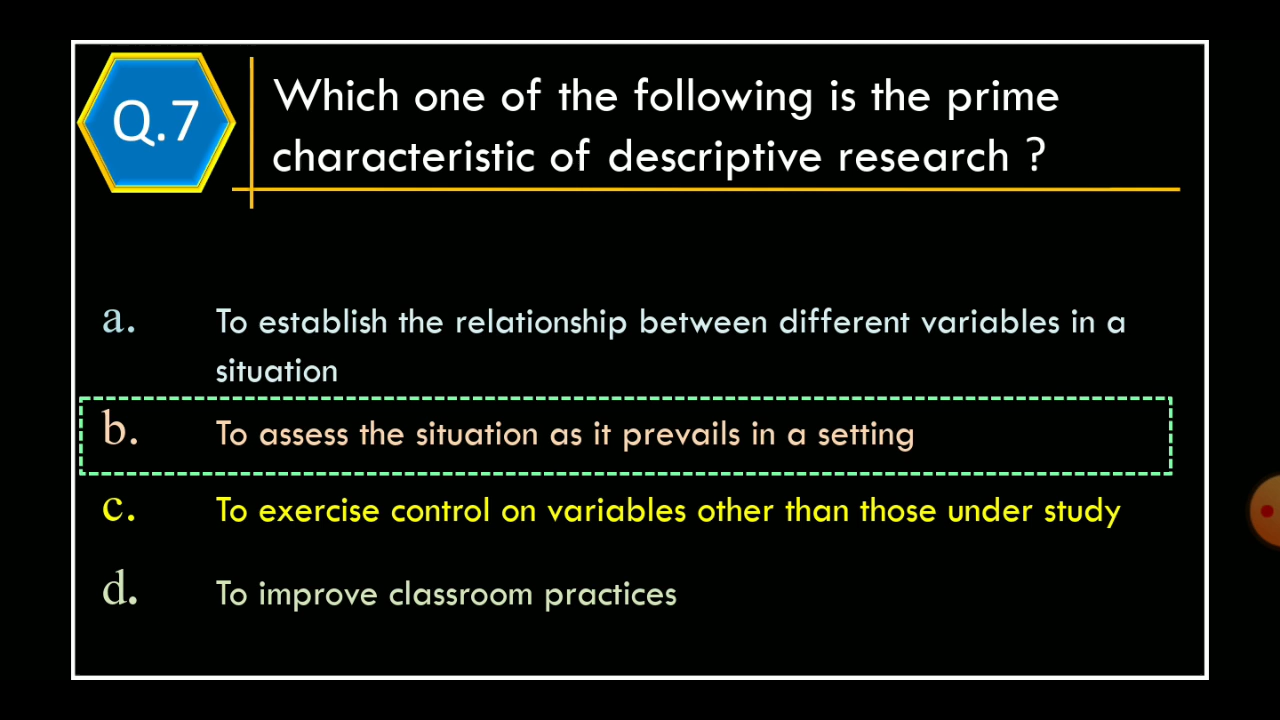 Q.7
Which one of the following is the prime
characteristic of descriptive research ?
a. To establish the relationship between different variables in a
situation
b. To assess the situation as it prevails in a setting
c. To exercise control on variables other than those under study
d. To improve classroom practices